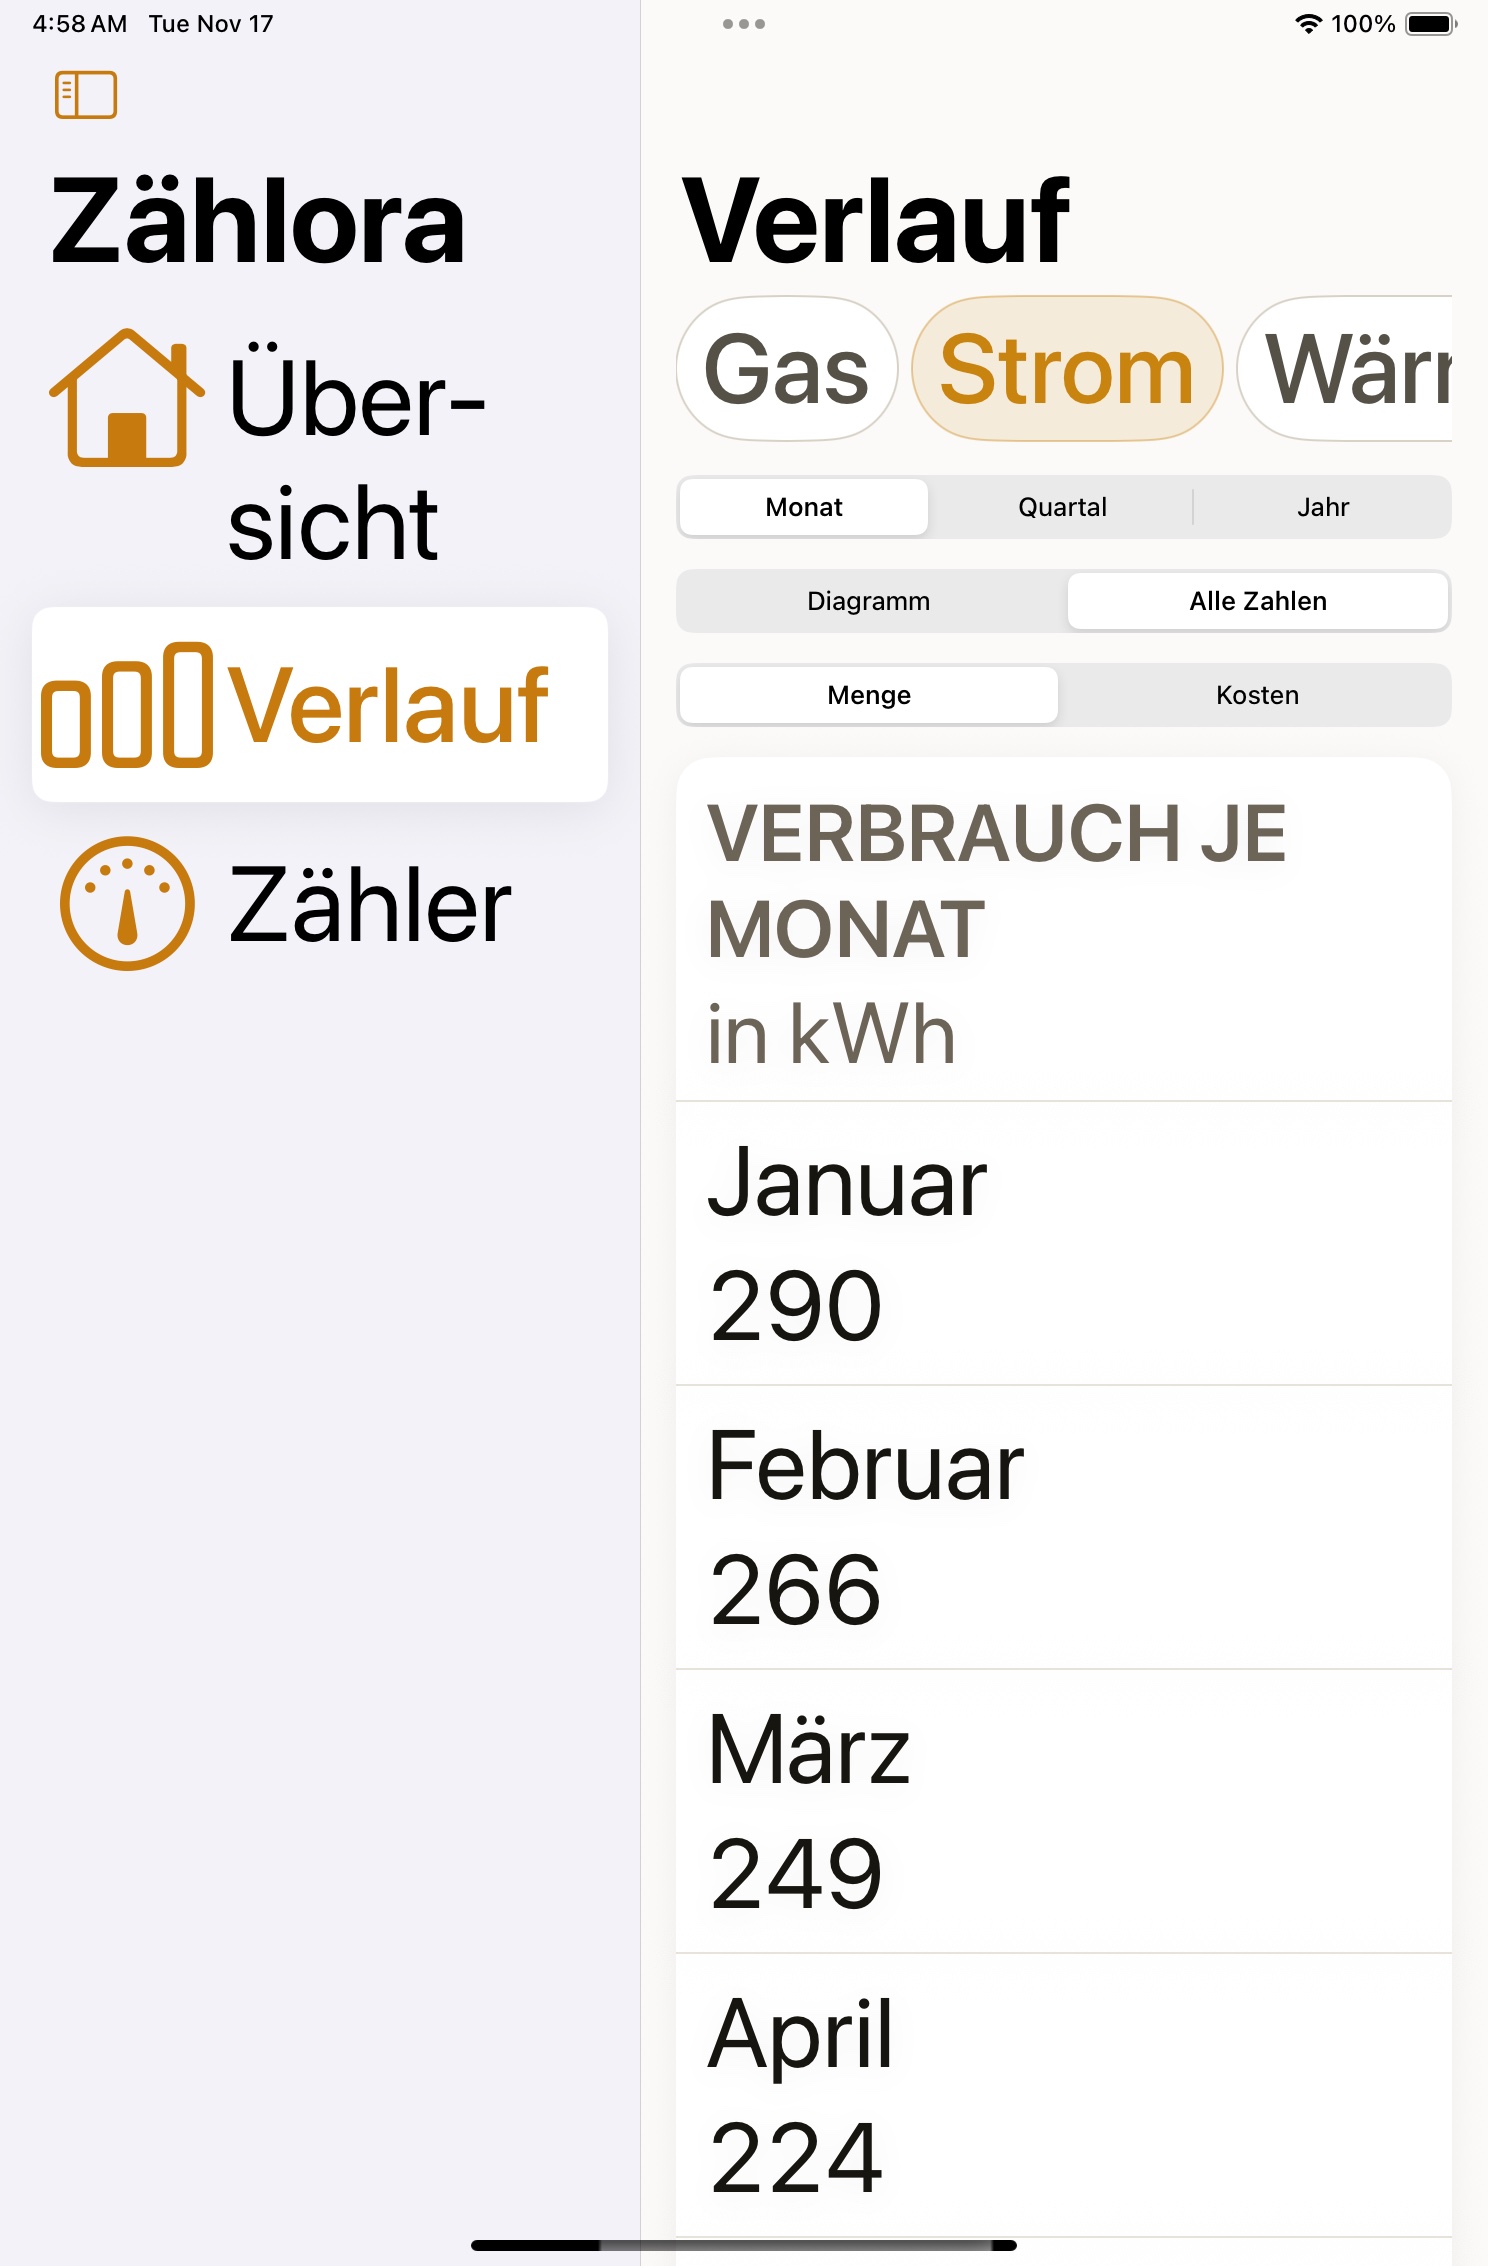 4:58 AM Tue Nov 17
100%
Zählora
Über-
sicht
Verlauf
Zähler
Verlauf
Gas Strom
Monat Quartal Jahr
Diagramm Alle Zahlen
Menge Kosten
VERBRAUCH JE
MONAT
in kWh
Januar
290
Februar
266
März
249
April
224